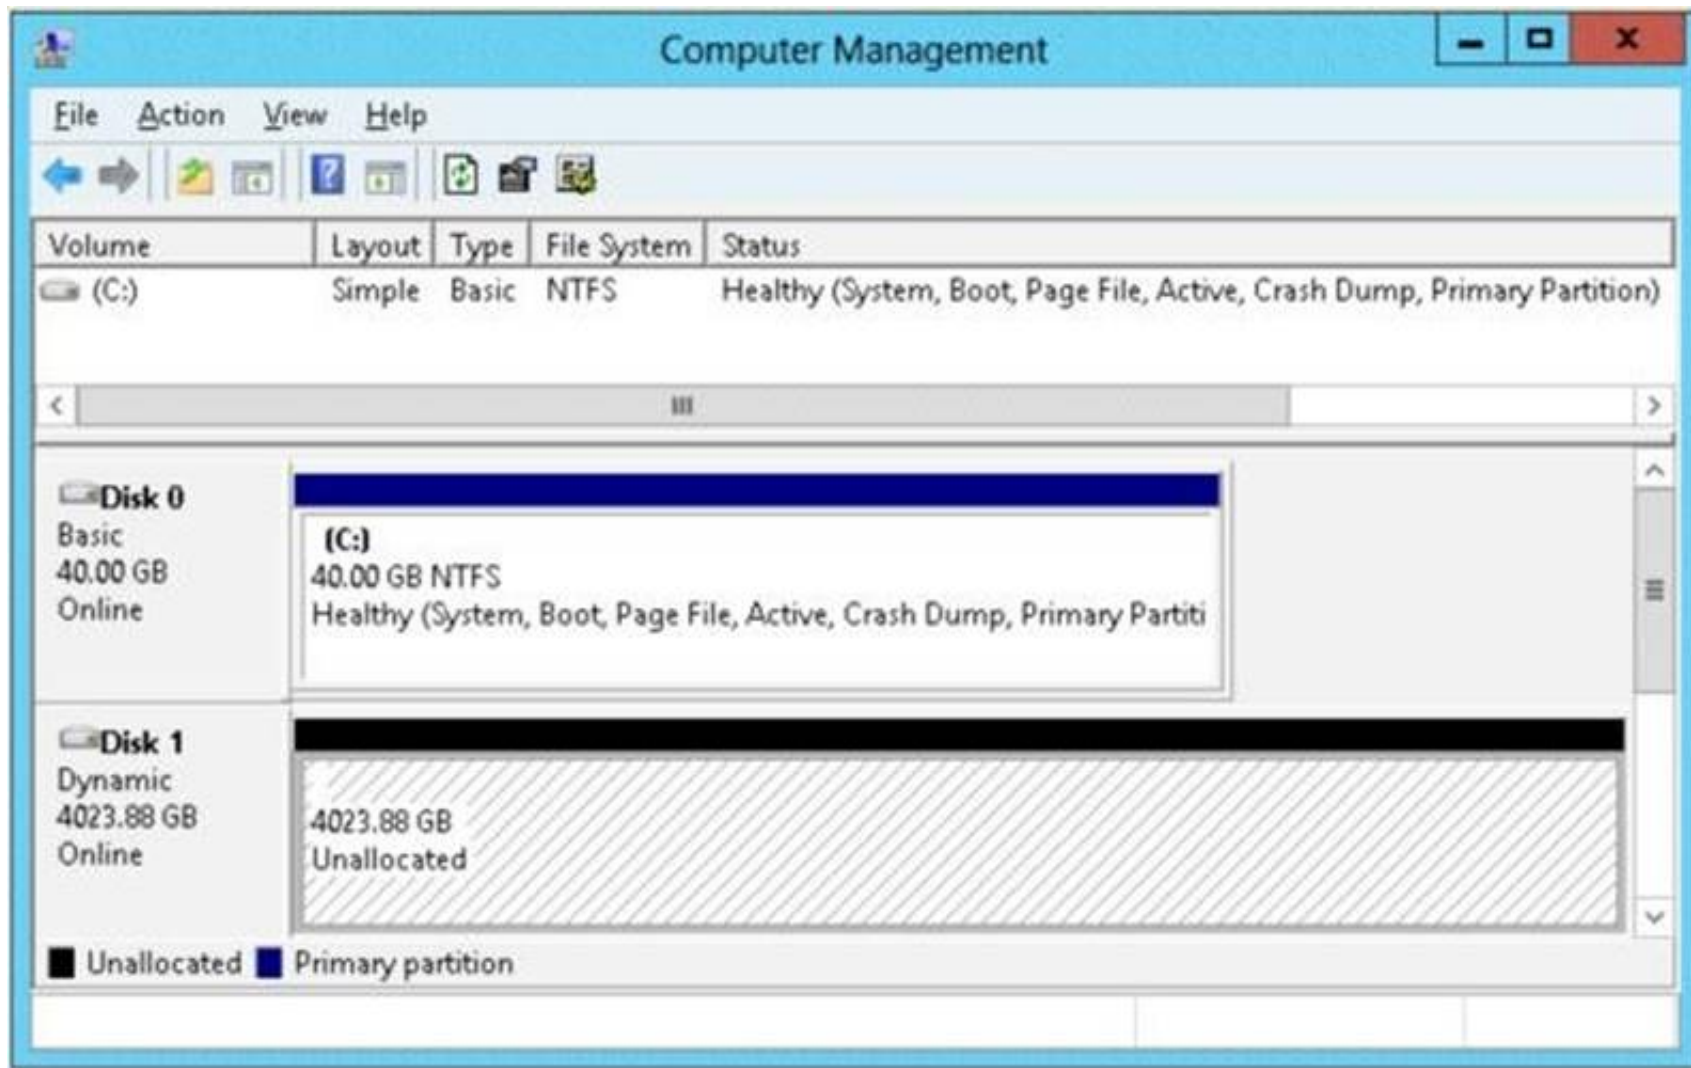 Computer Management
File Action View Help
Volume Layout Type File System Status
(C:) Simple Basic NTFS Healthy (System, Boot, Page File, Active, Crash Dump, Primary Partition)
Disk 0
Basic
40.00 GB
Online
(C:)
40.00 GB NTFS
Healthy (System, Boot, Page File, Active, Crash Dump, Primary Partiti
Disk 1
Dynamic
4023.88 GB
Online
4023.88 GB
Unallocated
Unallocated Primary partition